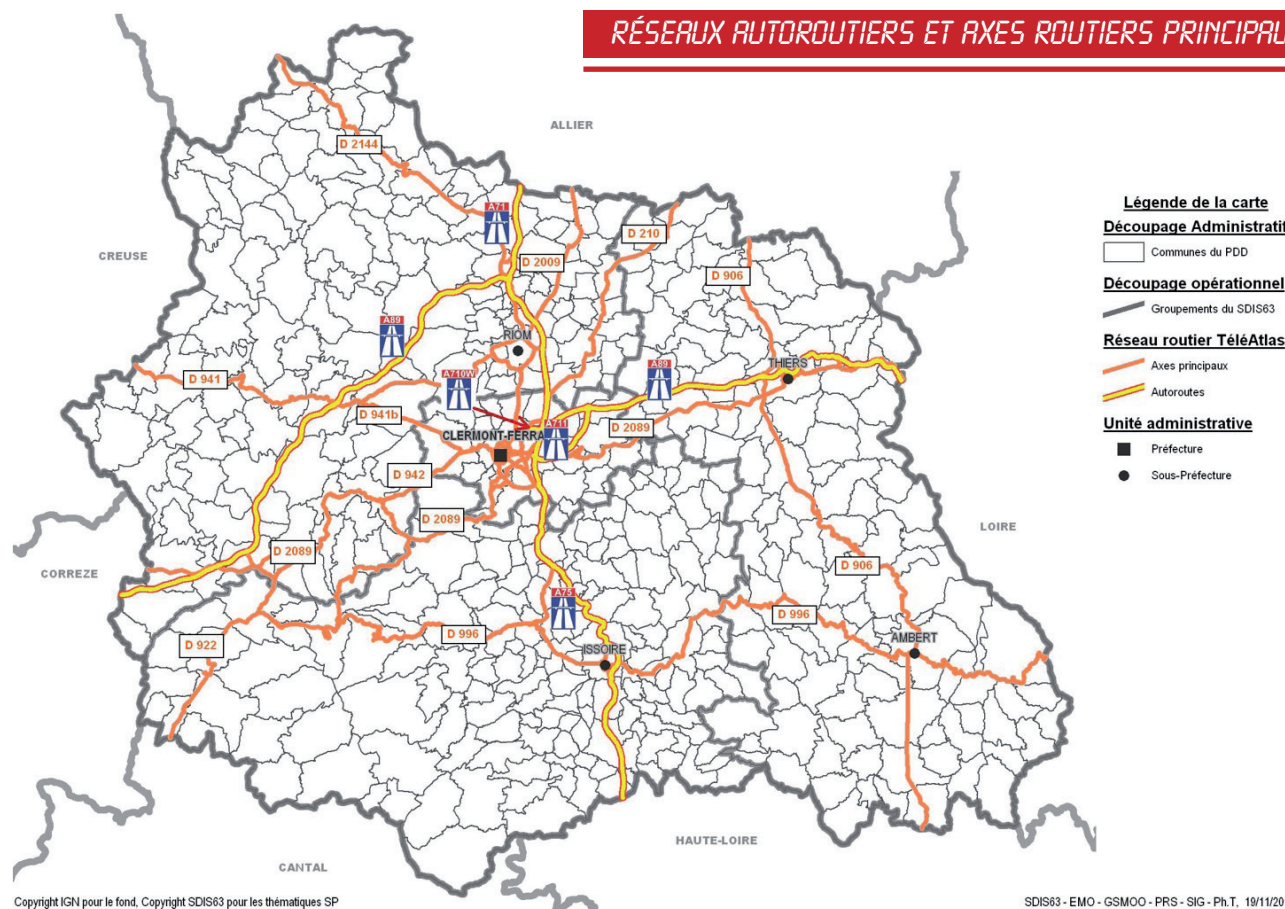 RÉSEAUX AUTOROUTIERS ET AXES ROUTIERS PRINCIPAU
ALLIER
D 2144
A71
D 210
CREUSE
D 2009
D 906
A89
RIOM
A89
THIERS
D 941
A710W
D 941b
A711
D 2089
CLERMONT-FERRA
D 942
D 2089
LOIRE
D 2089
CORREZE
D 906
A75
D 996
D 922
D 996
AMBERT
ISSOIRE
HAUTE-LOIRE
CANTAL
Légende de la carte
Découpage Administratif
Communes du PDD
Découpage opérationnel
Groupements du SDIS63
Réseau routier TéléAtlas
Axes principaux
Autoroutes
Unité administrative
Préfecture
Sous-Préfecture
Copyright IGN pour le fond, Copyright SDIS63 pour les thématiques SP
SDIS63 - EMO - GSMOO - PRS - SIG - Ph.T, 19/11/20